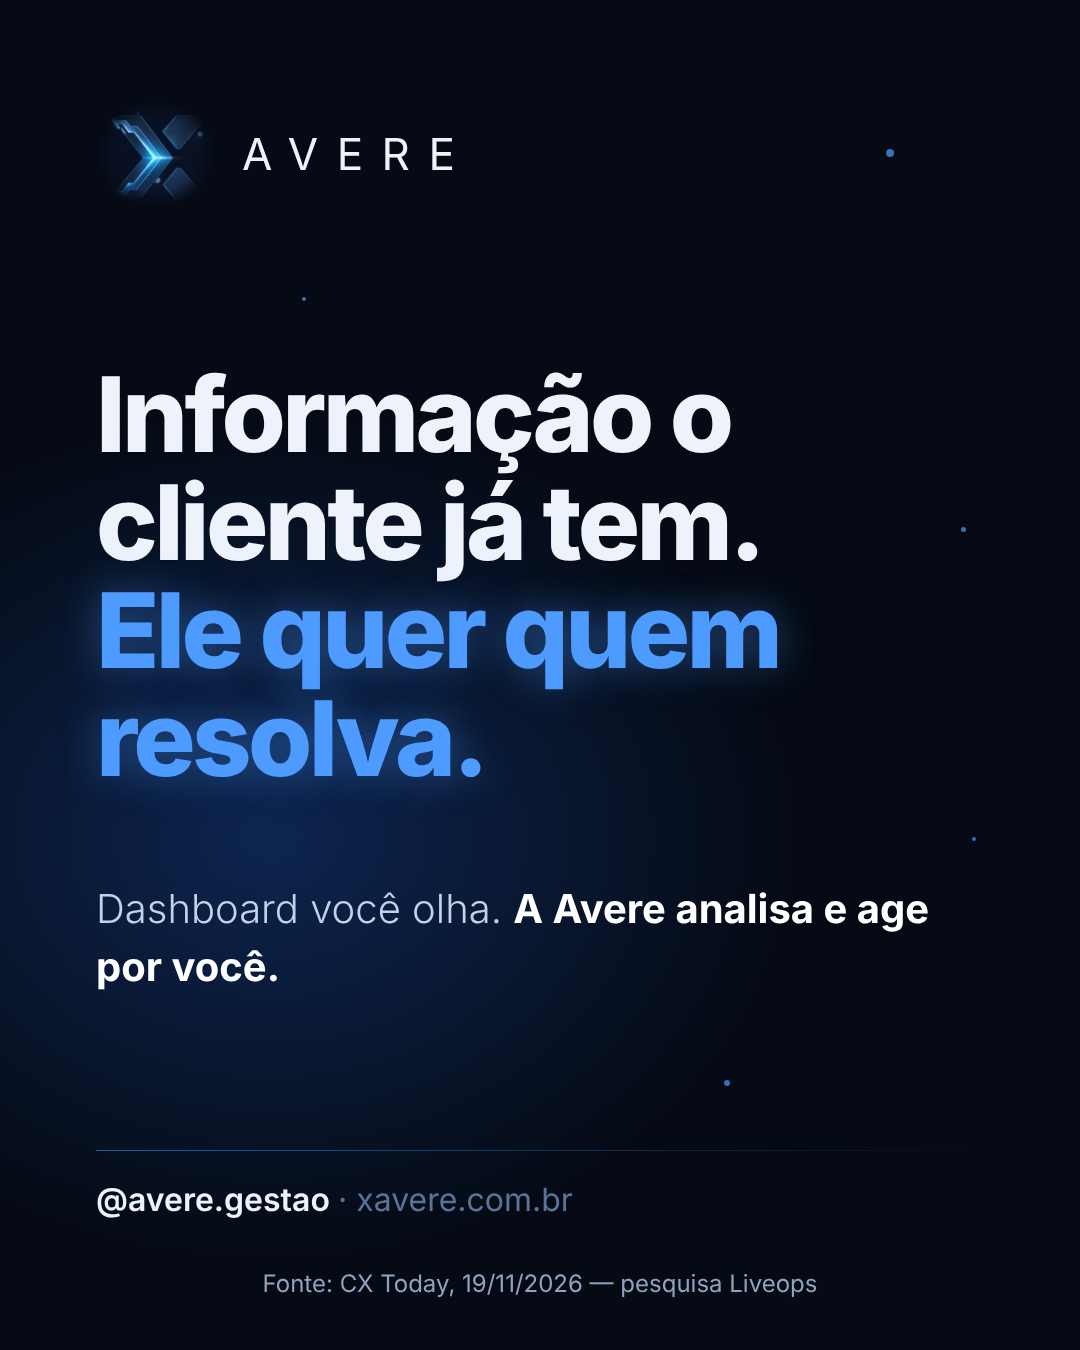 AVERE
Informação o
cliente já tem.
Ele quer quem
resolva.
Dashboard você olha. A Avere analisa e age
por você.
@avere.gestao · xavere.com.br
Fonte: CX Today, 19/11/2026 — pesquisa Liveops